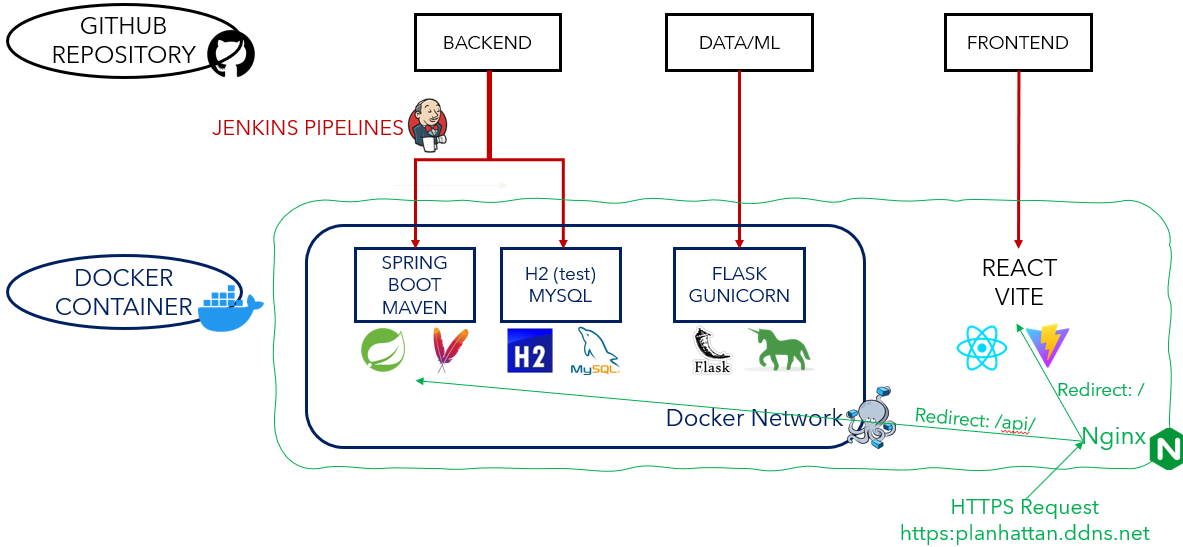 GITHUB
REPOSITORY
BACKEND
DATA/ML
FRONTEND
JENKINS PIPELINES
DOCKER
CONTAINER
SPRING
BOOT
MAVEN
H2 (test)
MYSQL
FLASK
GUNICORN
REACT
VITE
H2
MySQL
Flask
Redirect: /
Docker Network
Redirect: /api/
Nginx
N
HTTPS Request
https:planhattan.ddns.net